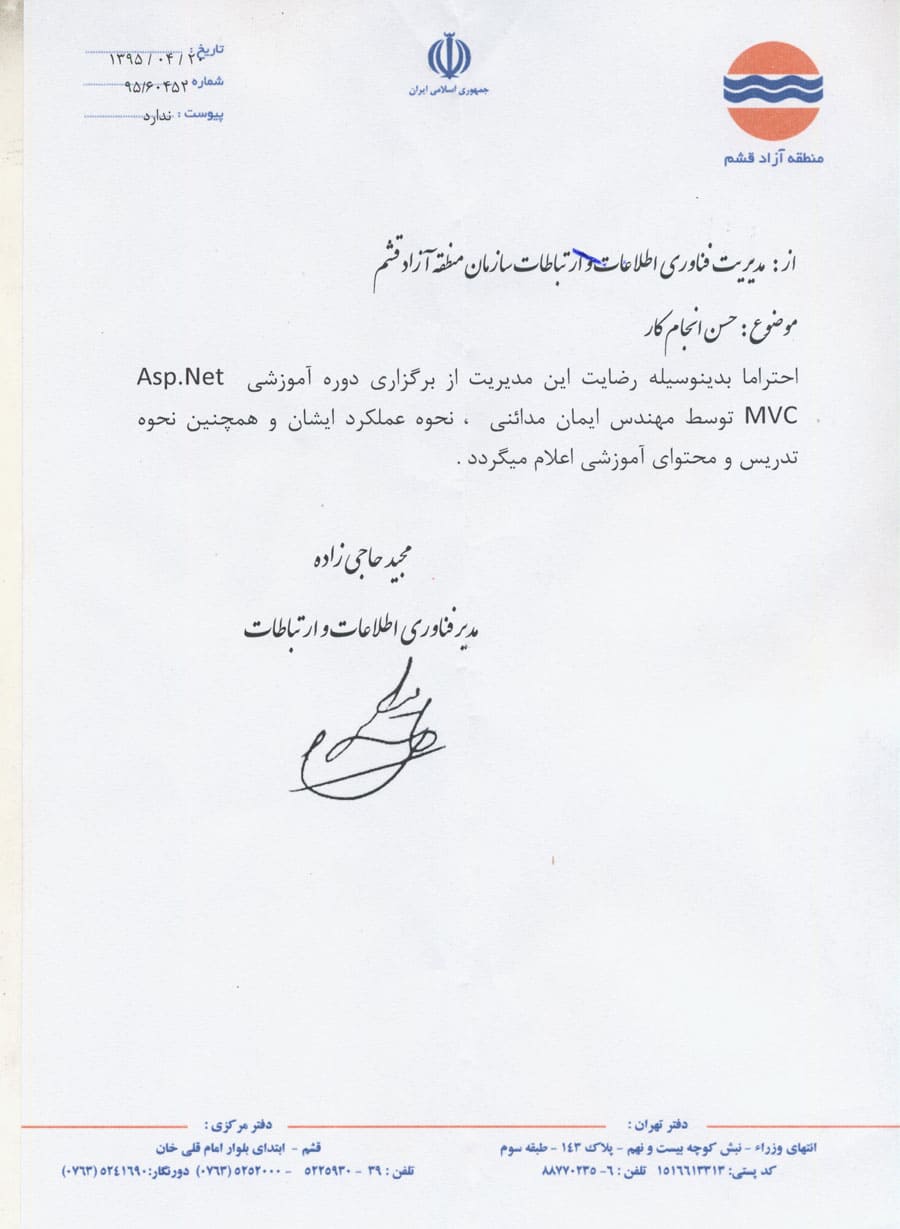 تاریخ : ۱۳۹۵ / ۰۴ / ۲۰
شماره ۹۵/۶۰۴۵۲
پیوست : ندارد
جمهوری اسلامی ایران
منطقه آزاد قشم
از : مدیریت فناوری اطلاعات و ارتباطات سازمان منطقه آزاد قشم
موضوع : حسن انجام کار
احتراما بدینوسیله رضایت این مدیریت از برگزاری دوره آموزشی Asp.Net
MVC توسط مهندس ایمان مدائنی ، نحوه عملکرد ایشان و همچنین نحوه
تدریس و محتوای آموزشی اعلام میگردد .
مجید حاجی زاده
مدیر فناوری اطلاعات و ارتباطات
دفتر تهران :
انتهای وزراء - نبش کوچه بیست و نهم - پلاک ۱۴۳ - طبقه سوم
کد پستی: ۱۵۱۶۶۱۳۳۱۳ تلفن : ۶- ۸۸۷۷۰۲۳۵
دفتر مرکزی :
قشم - ابتدای بلوار امام قلی خان
تلفن : ۳۹ - ۵۲۲۵۹۳۰ - ۵۲۵۲۰۰۰ (۰۷۶۳) دورنگار: ۵۲۴۱۶۹۰ (۰۷۶۳)